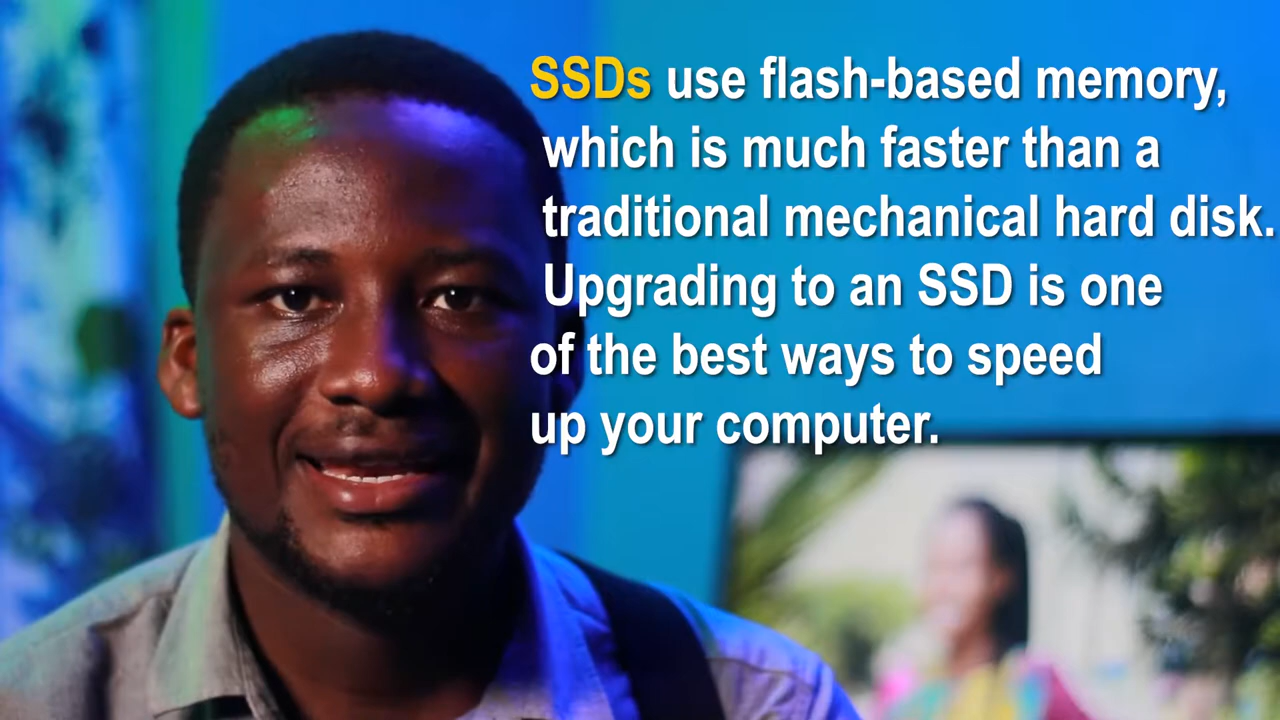 SSDs use flash-based memory,
which is much faster than a
traditional mechanical hard disk.
Upgrading to an SSD is one
of the best ways to speed
up your computer.